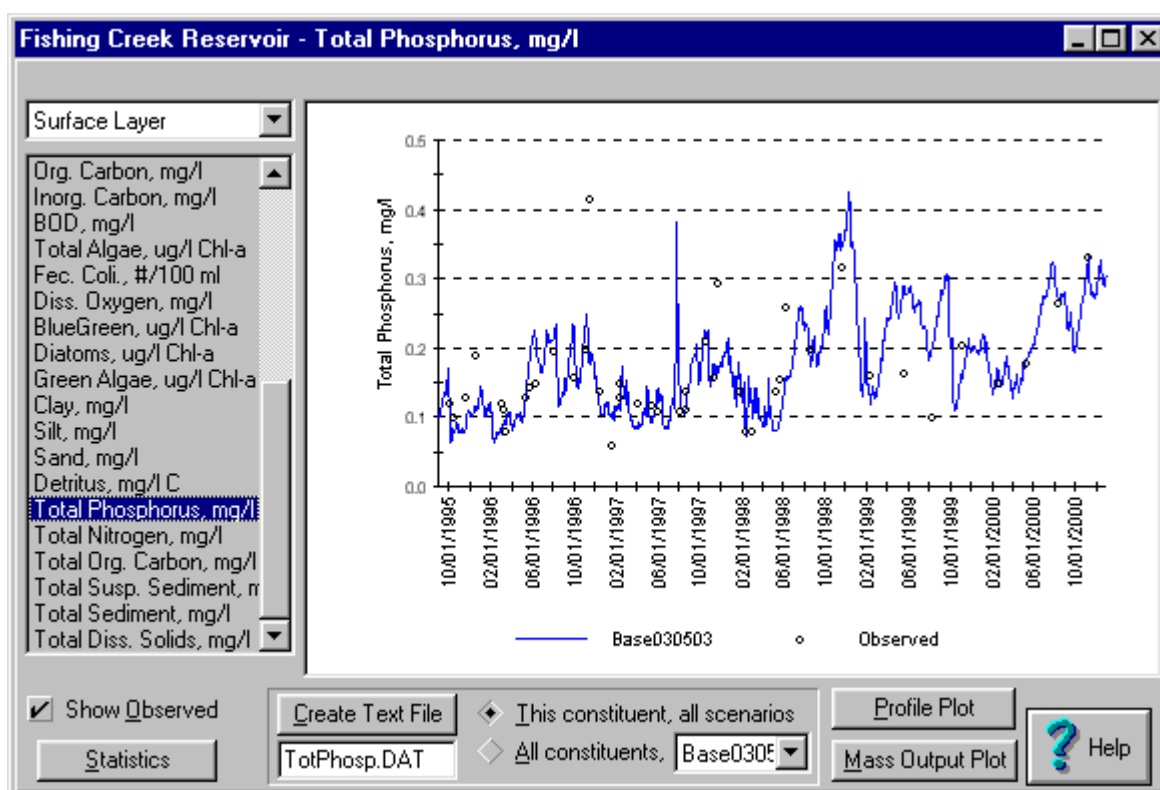 Fishing Creek Reservoir - Total Phosphorus, mg/l
Surface Layer
Org. Carbon, mg/l
Inorg. Carbon, mg/l
BOD, mg/l
Total Algae, ug/l Chl-a
Fec. Coli., #/100 ml
Diss. Oxygen, mg/l
BlueGreen, ug/l Chl-a
Diatoms, ug/l Chl-a
Green Algae, ug/l Chl-a
Clay, mg/l
Silt, mg/l
Sand, mg/l
Detritus, mg/l C
Total Phosphorus, mg/l
Total Nitrogen, mg/l
Total Org. Carbon, mg/l
Total Susp. Sediment, m
Total Sediment, mg/l
Total Diss. Solids, mg/l
Total Phosphorus, mg/l
0.5
0.4
0.3
0.2
0.1
0.0
10/01/1995
02/01/1996
06/01/1996
10/01/1996
02/01/1997
06/01/1997
10/01/1997
02/01/1998
06/01/1998
10/01/1998
02/01/1999
06/01/1999
10/01/1999
02/01/2000
06/01/2000
10/01/2000
Base030503
Observed
Show Observed
Statistics
Create Text File
TotPhosp.DAT
This constituent, all scenarios
All constituents,
Base0305
Profile Plot
Mass Output Plot
? Help